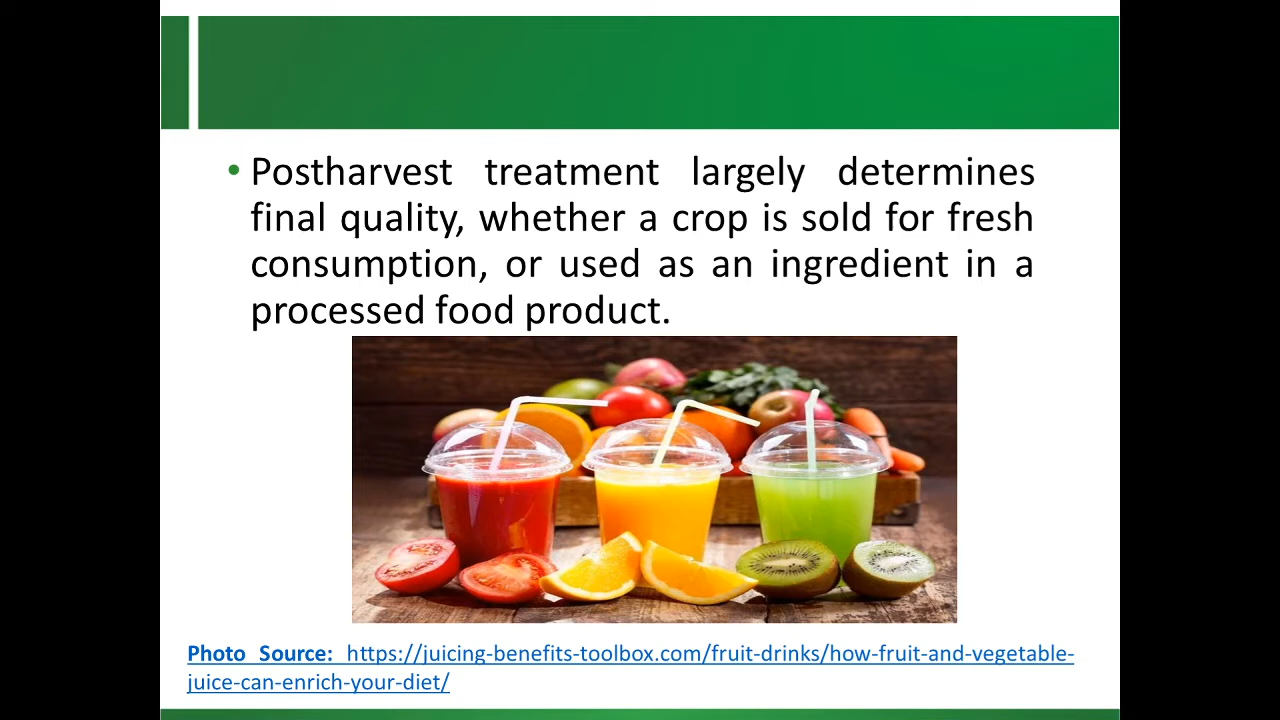 • Postharvest treatment largely determines
final quality, whether a crop is sold for fresh
consumption, or used as an ingredient in a
processed food product.
Photo Source: https://juicing-benefits-toolbox.com/fruit-drinks/how-fruit-and-vegetable-
juice-can-enrich-your-diet/